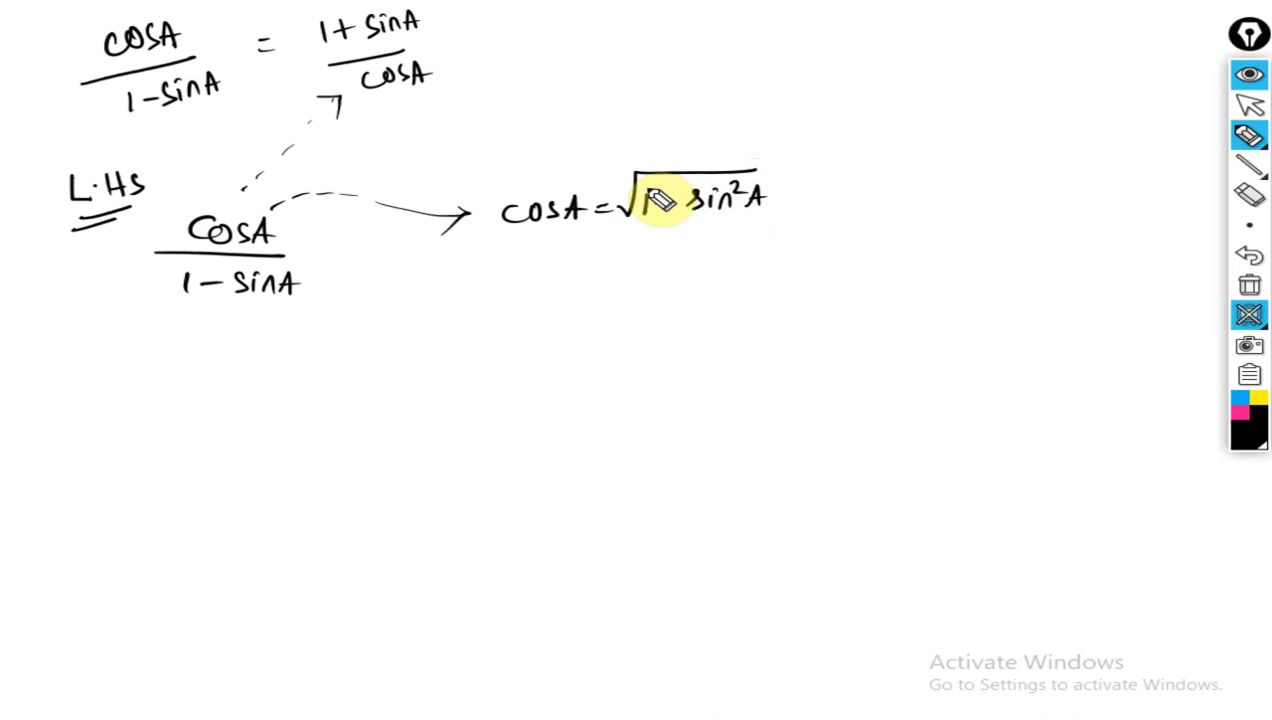 cosA / 1-sinA = 1+sinA / cosA
L.HS
CosA / 1-sinA
cosA = √1 sin²A
Activate Windows
Go to Settings to activate Windows.